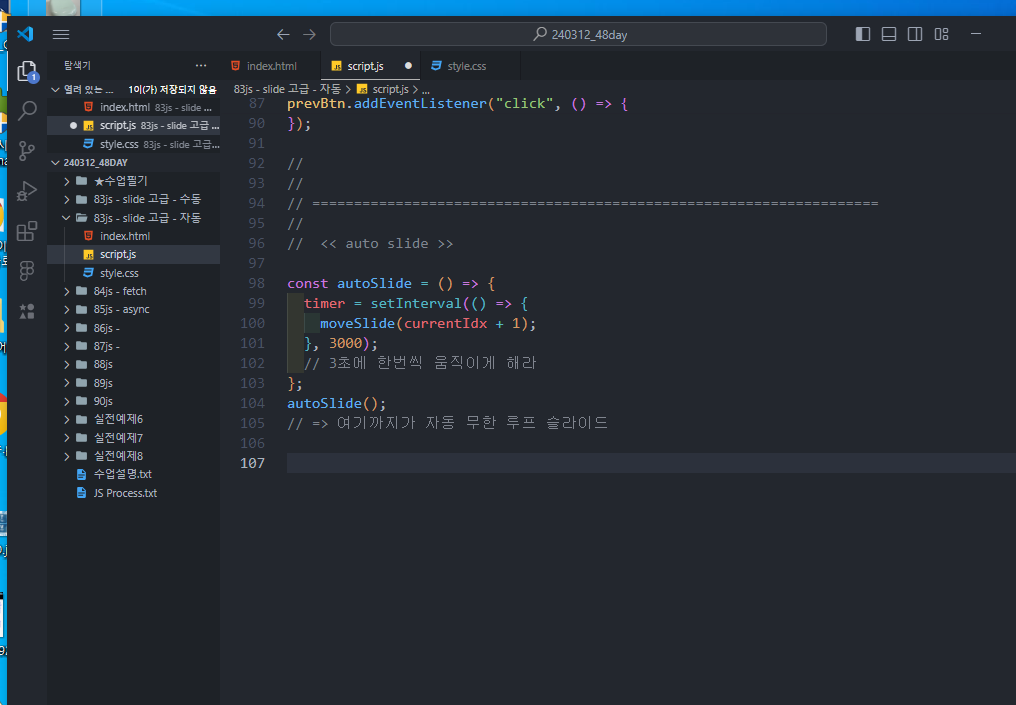 240312_48day
탐색기
index.html
script.js
style.css
열려 있는 ... 1이(가) 저장되지 않음
index.html 83js - slide ...
script.js 83js - slide 고급 ...
style.css 83js - slide 고급...
240312_48DAY
★수업필기
83js - slide 고급 - 수동
83js - slide 고급 - 자동
index.html
script.js
style.css
84js - fetch
85js - async
86js -
87js -
88js
89js
90js
실전예제6
실전예제7
실전예제8
수업설명.txt
JS Process.txt
83js - slide 고급 - 자동 > script.js > ...
87 prevBtn.addEventListener("click", () => {
90 });
91
92 //
93 //
94 // ====================================================================
95 //
96 //  << auto slide >>
97
98 const autoSlide = () => {
99   timer = setInterval(() => {
100     moveSlide(currentIdx + 1);
101   }, 3000);
102   // 3초에 한번씩 움직이게 해라
103 };
104 autoSlide();
105 // => 여기까지가 자동 무한 루프 슬라이드
106
107